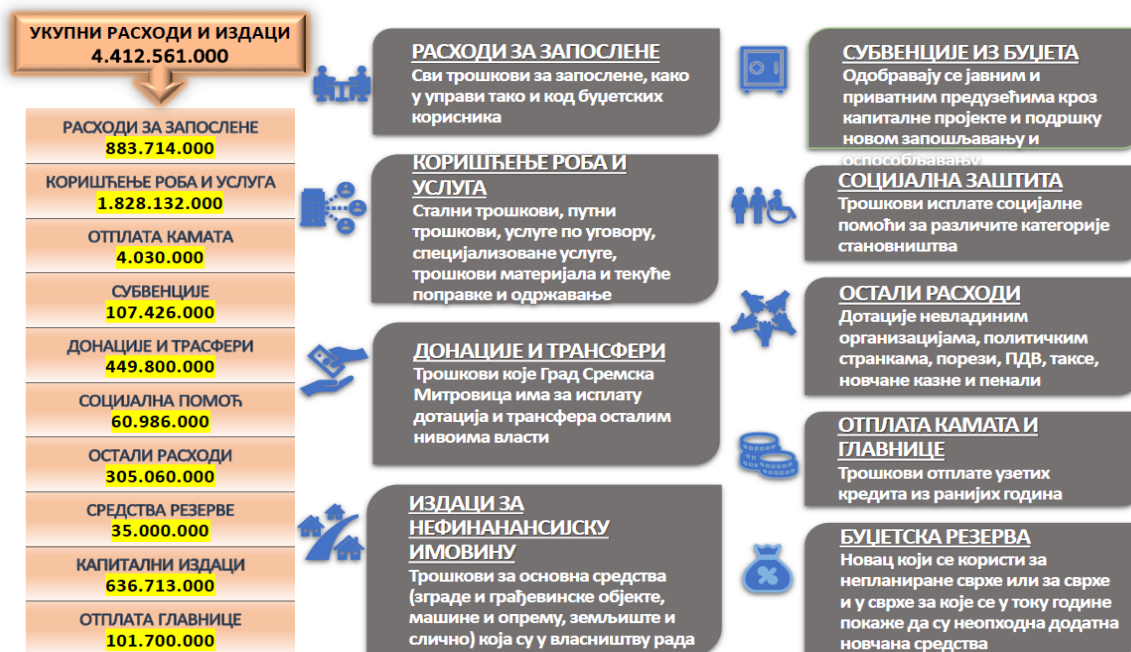 УКУПНИ РАСХОДИ И ИЗДАЦИ
4.412.561.000
РАСХОДИ ЗА ЗАПОСЛЕНЕ
883.714.000
КОРИШЋЕЊЕ РОБА И УСЛУГА
1.828.132.000
ОТПЛАТА КАМАТА
4.030.000
СУБВЕНЦИЈЕ
107.426.000
ДОНАЦИЈЕ И ТРАСФЕРИ
449.800.000
СОЦИЈАЛНА ПОМОЋ
60.986.000
ОСТАЛИ РАСХОДИ
305.060.000
СРЕДСТВА РЕЗЕРВЕ
35.000.000
КАПИТАЛНИ ИЗДАЦИ
636.713.000
ОТПЛАТА ГЛАВНИЦЕ
101.700.000
РАСХОДИ ЗА ЗАПОСЛЕНЕ
Сви трошкови за запослене, како
у управи тако и код буџетских
корисника
КОРИШЋЕЊЕ РОБА И
УСЛУГА
Стални трошкови, путни
трошкови, услуге по уговору,
специјализоване услуге,
трошкови материјала и текуће
поправке и одржавање
ДОНАЦИЈЕ И ТРАНСФЕРИ
Трошкови које Град Сремска
Митровица има за исплату
дотација и трансфера осталим
нивоима власти
ИЗДАЦИ ЗА
НЕФИНАНАНСИЈСКУ
ИМОВИНУ
Трошкови за основна средства
(зграде и грађевинске објекте,
машине и опрему, земљиште и
слично) која су у власништву рада
СУБВЕНЦИЈЕ ИЗ БУЏЕТА
Одобравају се јавним и
приватним предузећима кроз
капиталне пројекте и подршку
новом запошљавању и
оспособљавању
СОЦИЈАЛНА ЗАШТИТА
Трошкови исплате социјалне
помоћи за различите категорије
становништва
ОСТАЛИ РАСХОДИ
Дотације невладиним
организацијама, политичким
странкама, порези, ПДВ, таксе,
новчане казне и пенали
ОТПЛАТА КАМАТА И
ГЛАВНИЦЕ
Трошкови отплате узетих
кредита из ранијих година
БУЏЕТСКА РЕЗЕРВА
Новац који се користи за
непланиране сврхе или за сврхе
и у сврхе за које се у току године
покаже да су неопходна додатна
новчана средства